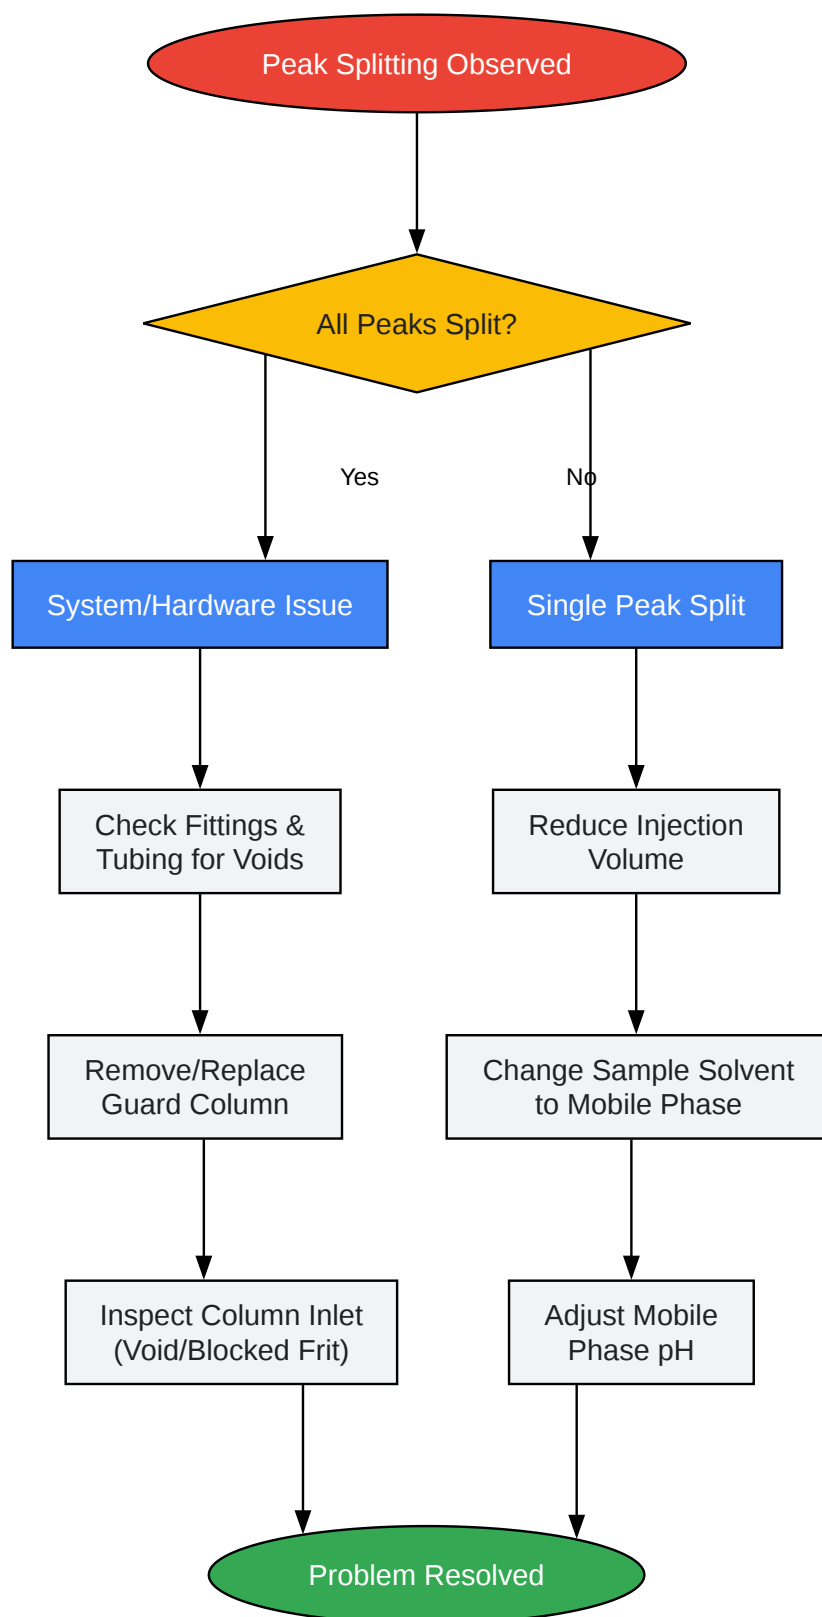 Peak Splitting Observed
All Peaks Split?
Yes
No
System/Hardware Issue
Single Peak Split
Check Fittings &
Tubing for Voids
Reduce Injection
Volume
Remove/Replace
Guard Column
Change Sample Solvent
to Mobile Phase
Inspect Column Inlet
(Void/Blocked Frit)
Adjust Mobile
Phase pH
Problem Resolved